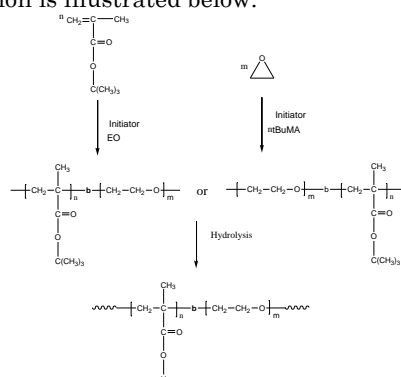 ion is illustrated below.
n CH2=C—CH3
C=O
O
C(CH3)3
O
m
Initiator
EO
Initiator
ntBuMA
CH3
—[CH2—C—]n—b—[CH2—CH2—O—]m—
C=O
O
C(CH3)3
or
CH3
—[CH2—CH2—O—]m—b—[CH2—C—]n—
C=O
O
C(CH3)3
Hydrolysis
CH3
—[CH2—C—]n—b—[CH2—CH2—O—]m—
C=O
O